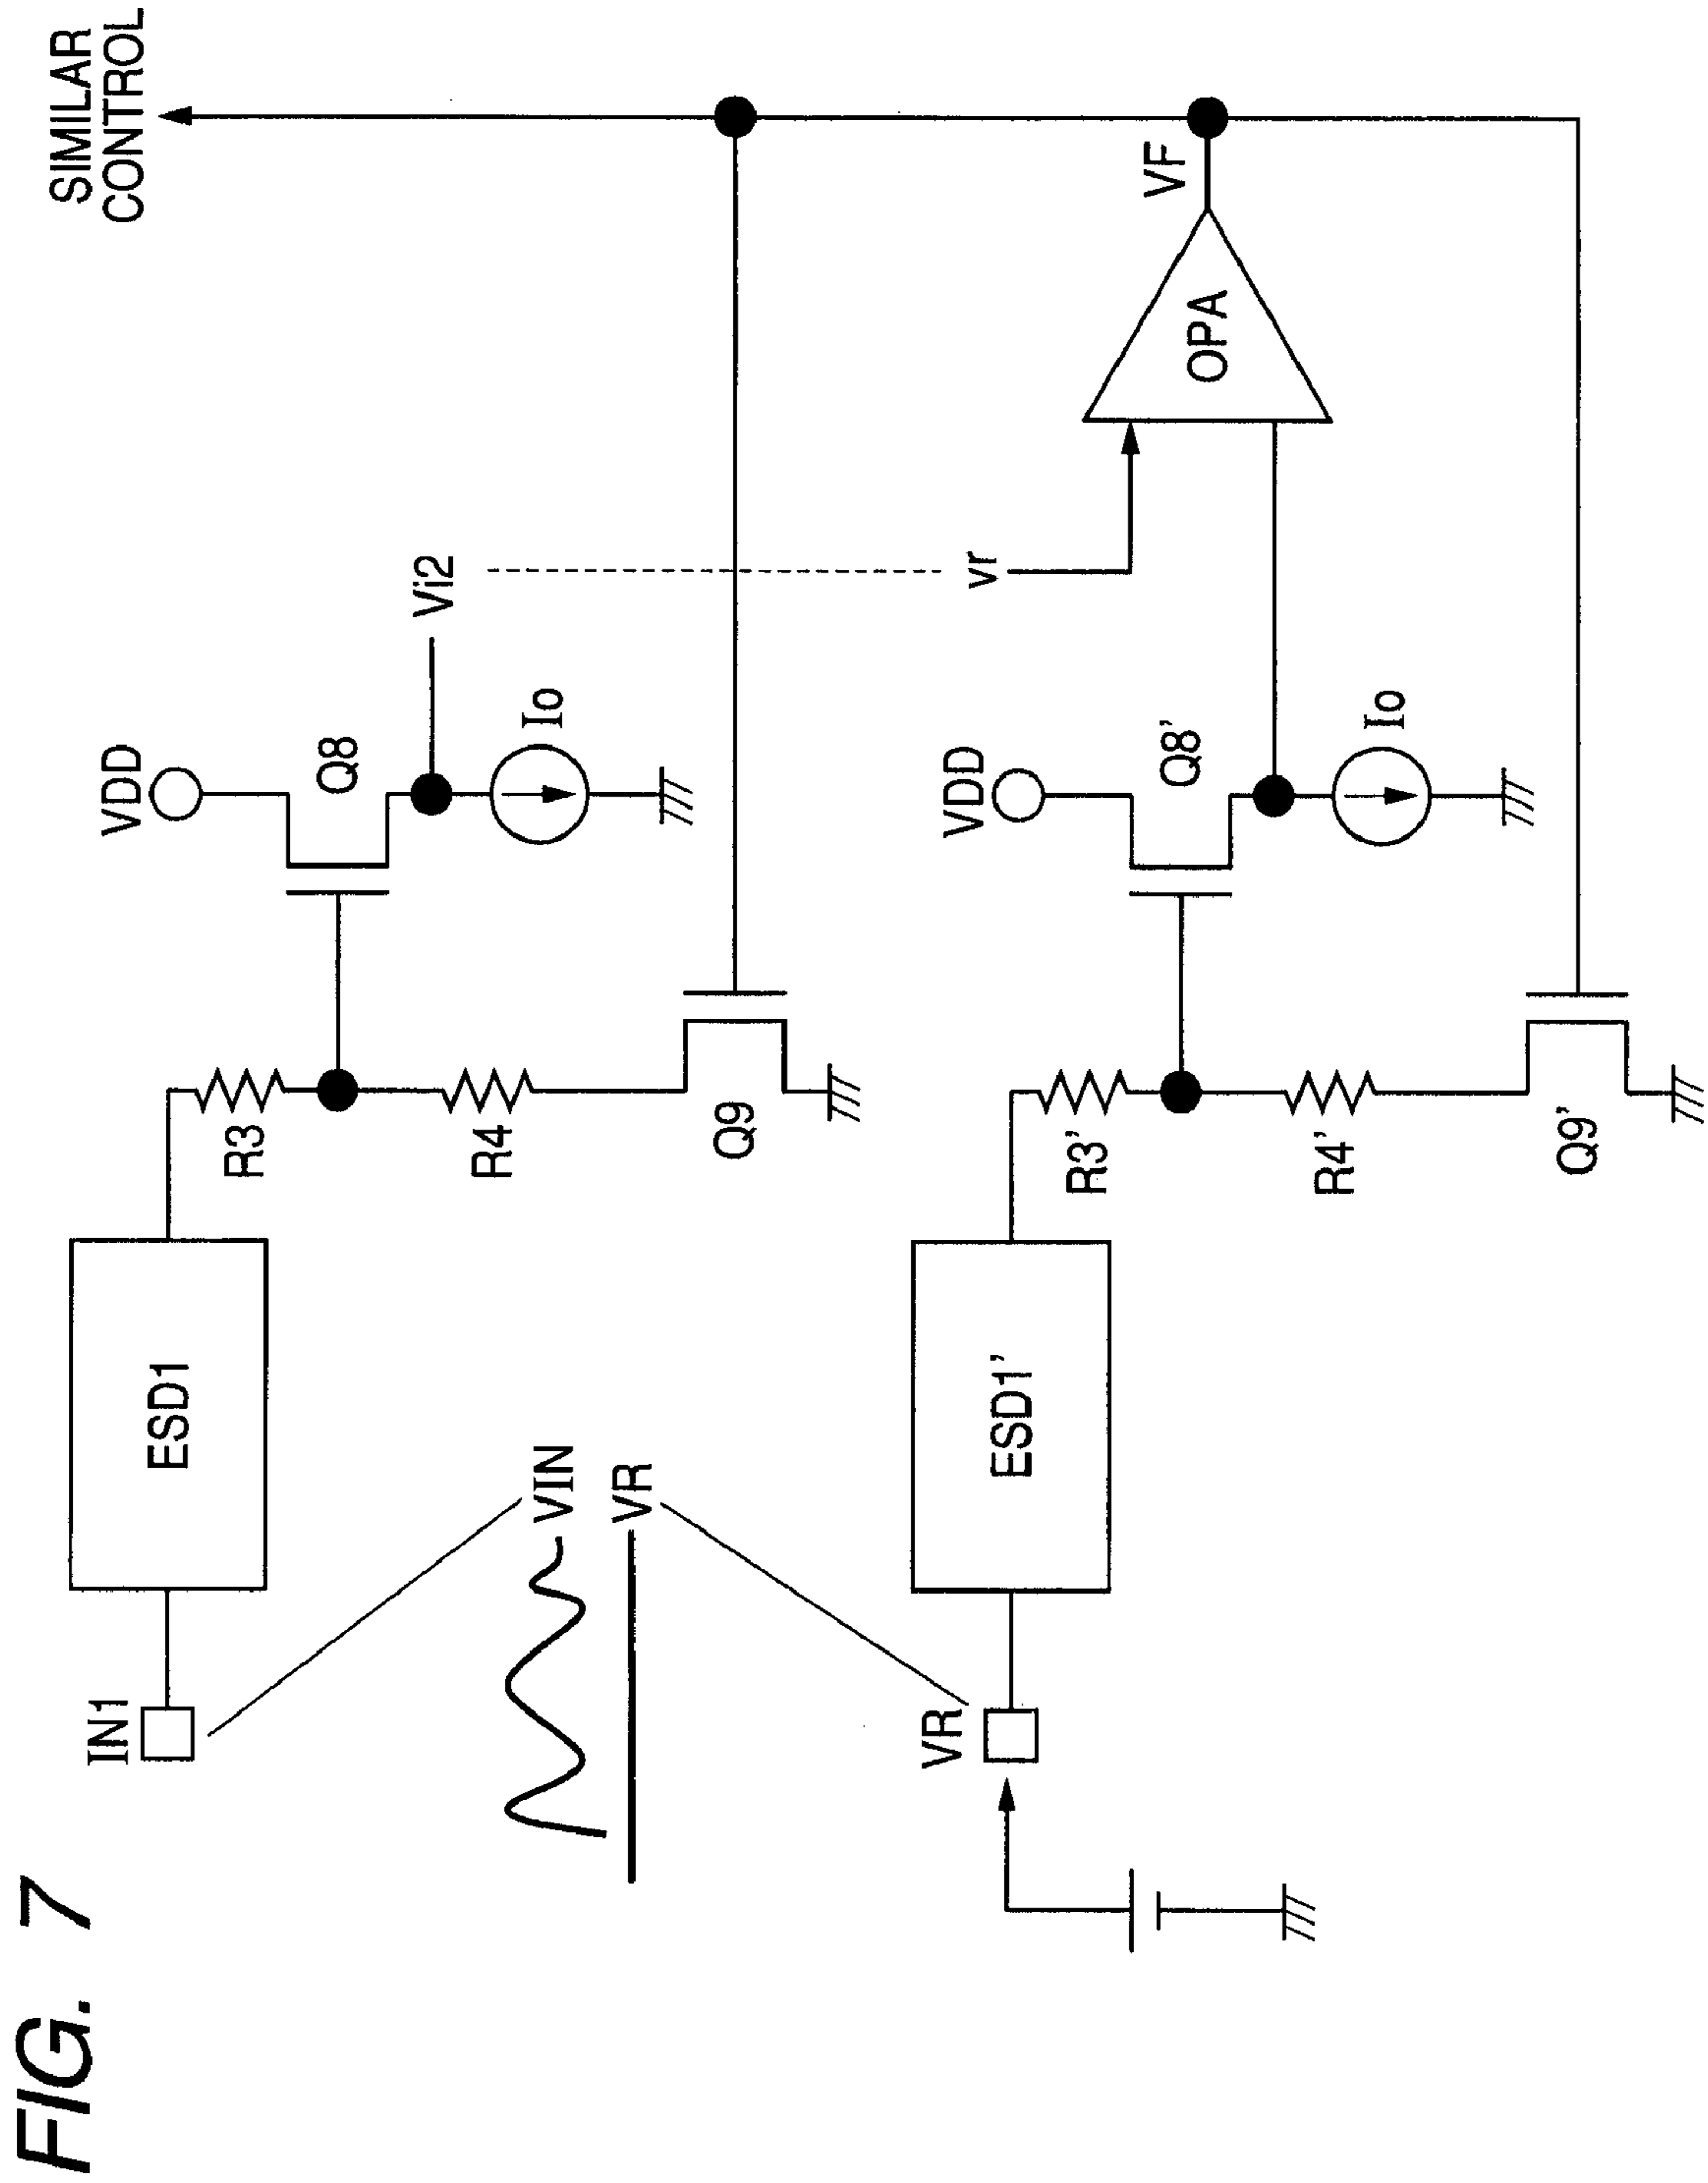 FIG. 7
SIMILAR
CONTROL
IN1
ESD1
R3
R4
Q9
VDD
Q8
Io
Vi2
VIN
VR
VR
ESD1'
R3'
R4'
Q9'
VDD
Q8'
Io
vr
OPA
VF